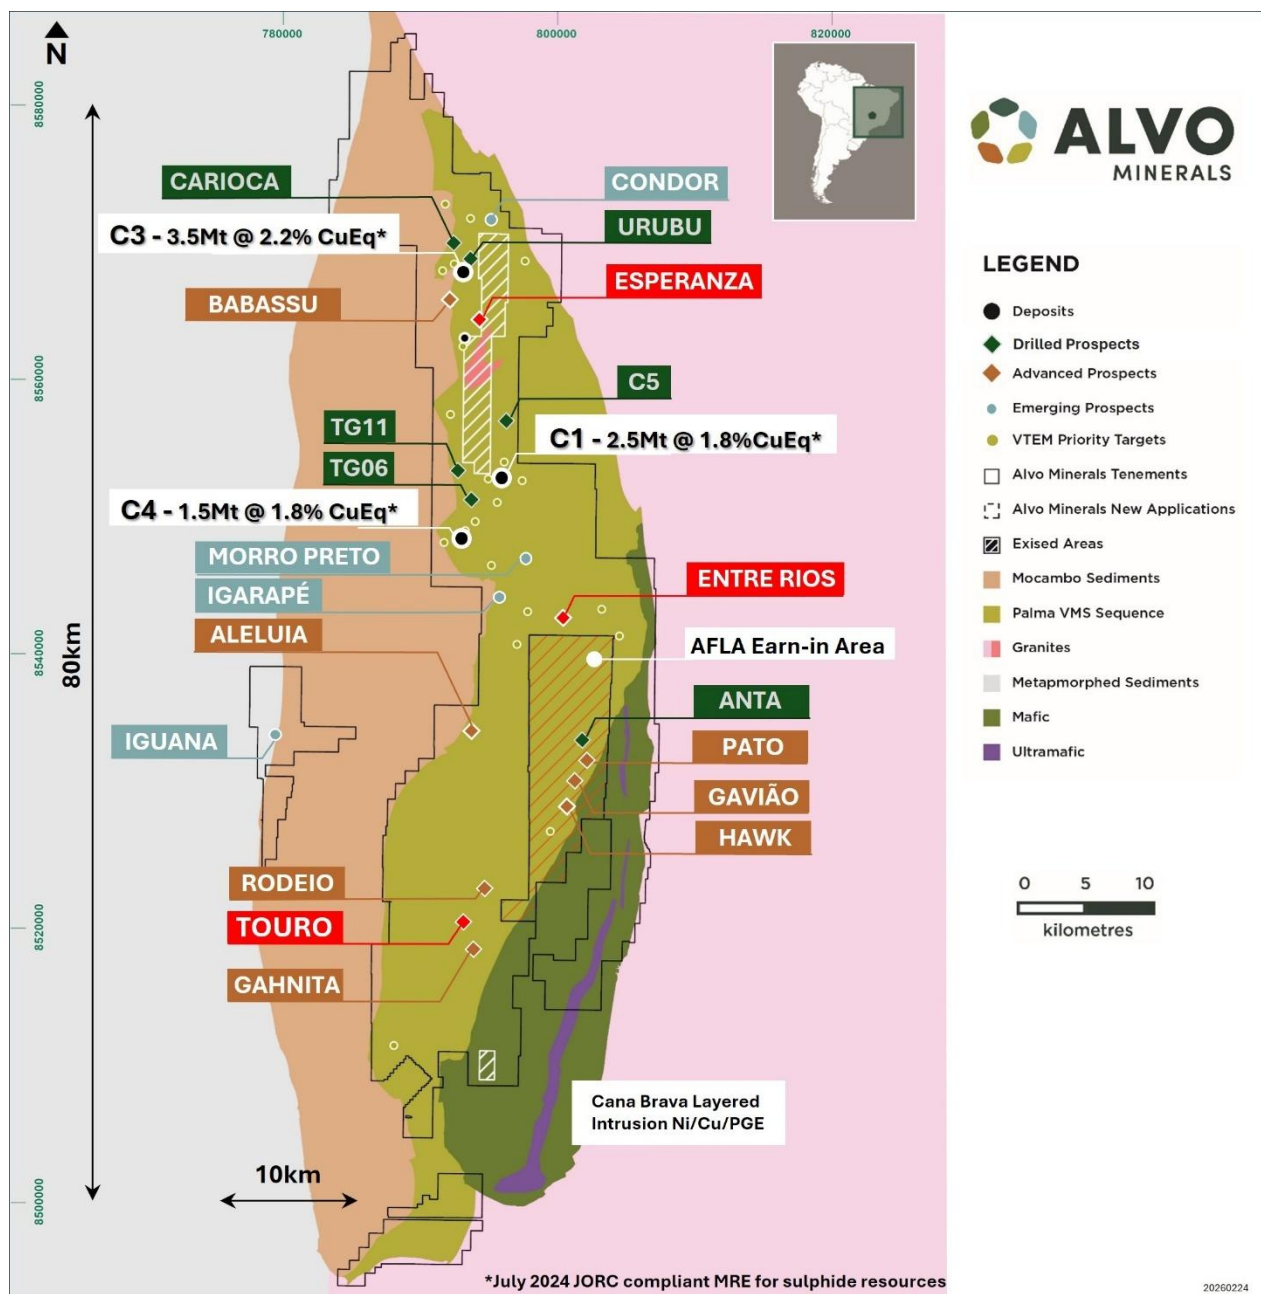 780000
800000
820000
N
8580000
8560000
8540000
8520000
8500000
80km
CARIOCA
CONDOR
URUBU
C3 - 3.5Mt @ 2.2% CuEq*
ESPERANZA
BABASSU
C5
TG11
C1 - 2.5Mt @ 1.8%CuEq*
TG06
C4 - 1.5Mt @ 1.8% CuEq*
MORRO PRETO
ENTRE RIOS
IGARAPÉ
ALELUIA
AFLA Earn-in Area
ANTA
IGUANA
PATO
GAVIÃO
HAWK
RODEIO
TOURO
GAHNITA
Cana Brava Layered
Intrusion Ni/Cu/PGE
10km
*July 2024 JORC compliant MRE for sulphide resources
ALVO
MINERALS
LEGEND
Deposits
Drilled Prospects
Advanced Prospects
Emerging Prospects
VTEM Priority Targets
Alvo Minerals Tenements
Alvo Minerals New Applications
Exised Areas
Mocambo Sediments
Palma VMS Sequence
Granites
Metapmorphed Sediments
Mafic
Ultramafic
0 5 10
kilometres
20260224